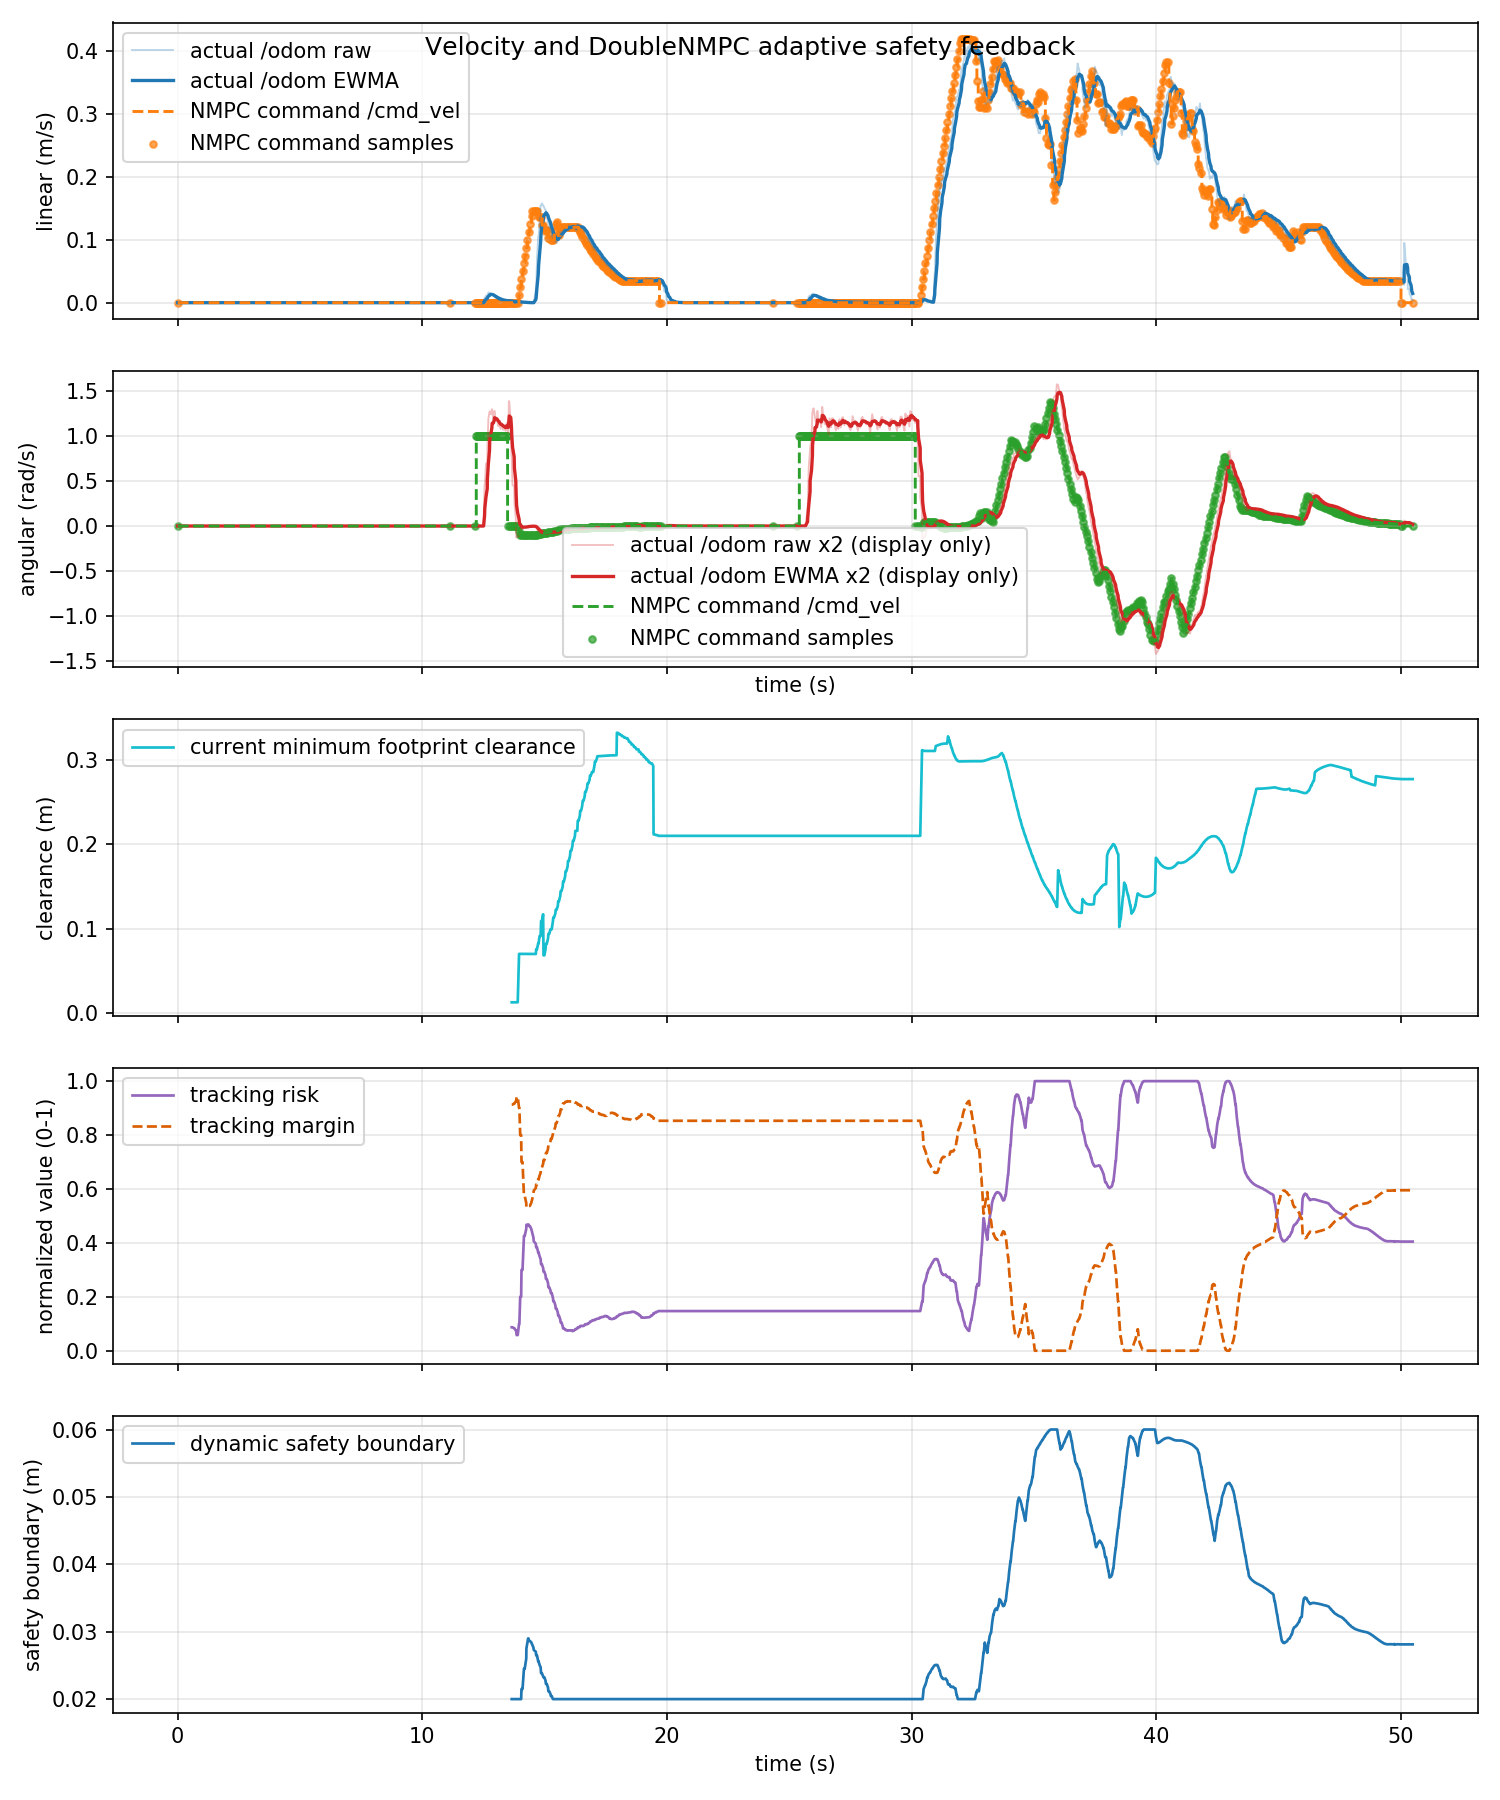 Velocity and DoubleNMPC adaptive safety feedback
actual /odom raw
actual /odom EWMA
NMPC command /cmd_vel
NMPC command samples
linear (m/s)
0.4
0.3
0.2
0.1
0.0
angular (rad/s)
1.5
1.0
0.5
0.0
−0.5
−1.0
−1.5
actual /odom raw x2 (display only)
actual /odom EWMA x2 (display only)
NMPC command /cmd_vel
NMPC command samples
time (s)
current minimum footprint clearance
clearance (m)
0.3
0.2
0.1
0.0
tracking risk
tracking margin
normalized value (0-1)
1.0
0.8
0.6
0.4
0.2
0.0
dynamic safety boundary
safety boundary (m)
0.06
0.05
0.04
0.03
0.02
0 10 20 30 40 50
time (s)